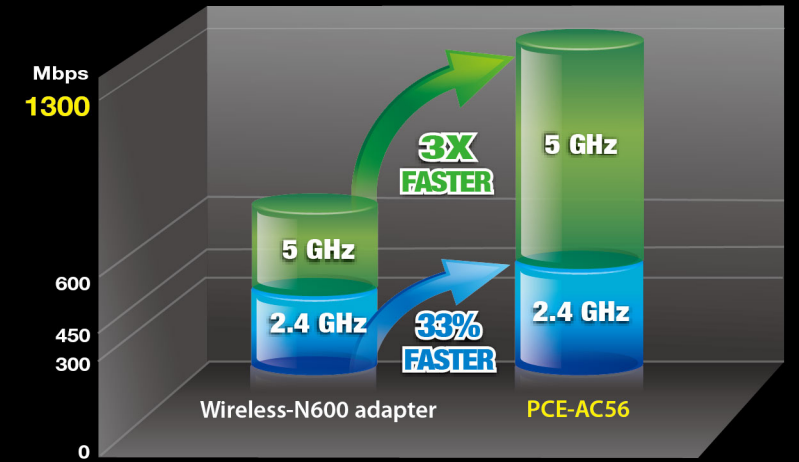 Mbps
1300
600
450
300
0
5 GHz
2.4 GHz
3X
FASTER
33%
FASTER
5 GHz
2.4 GHz
Wireless-N600 adapter
PCE-AC56